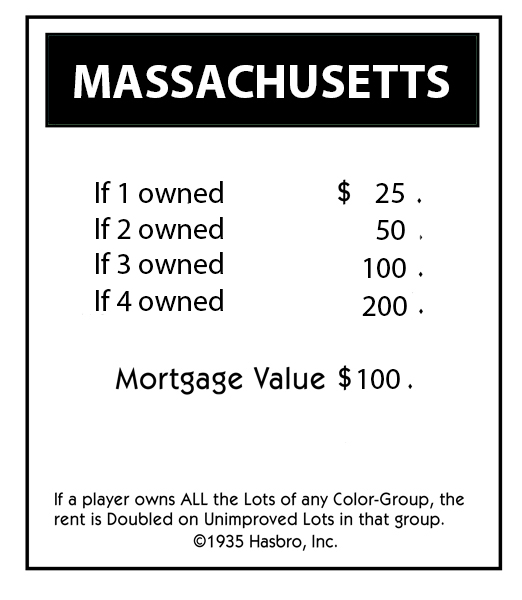 MASSACHUSETTS
If 1 owned $ 25 .
If 2 owned 50 .
If 3 owned 100 .
If 4 owned 200 .
Mortgage Value $100 .
If a player owns ALL the Lots of any Color-Group, the
rent is Doubled on Unimproved Lots in that group.
©1935 Hasbro, Inc.